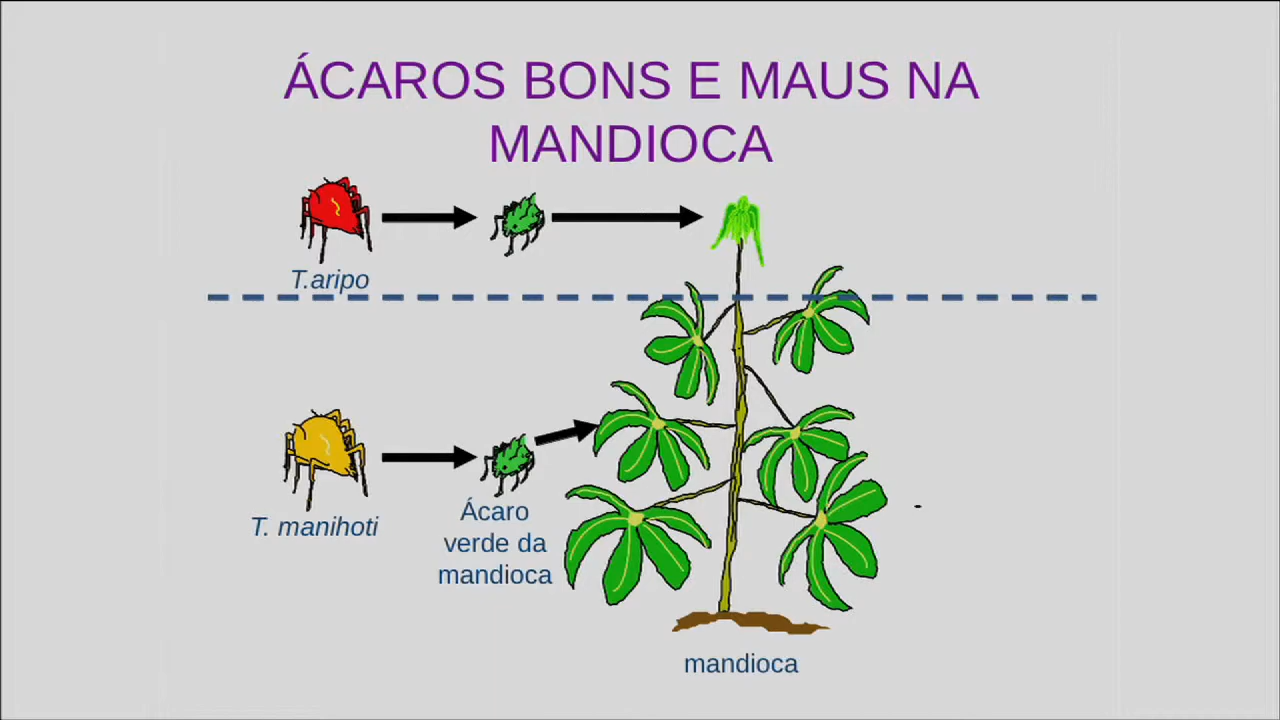 ÁCAROS BONS E MAUS NA
MANDIOCA
T.aripo
T. manihoti
Ácaro
verde da
mandioca
mandioca